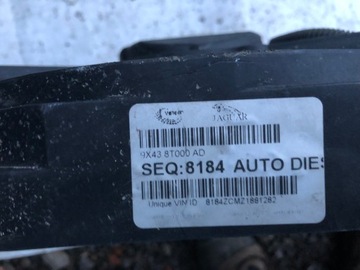 JAGUAR
9X43 8T000 AD
SEQ:8184 AUTO DIES
Unique VIN ID 8184ZCMZ1881282